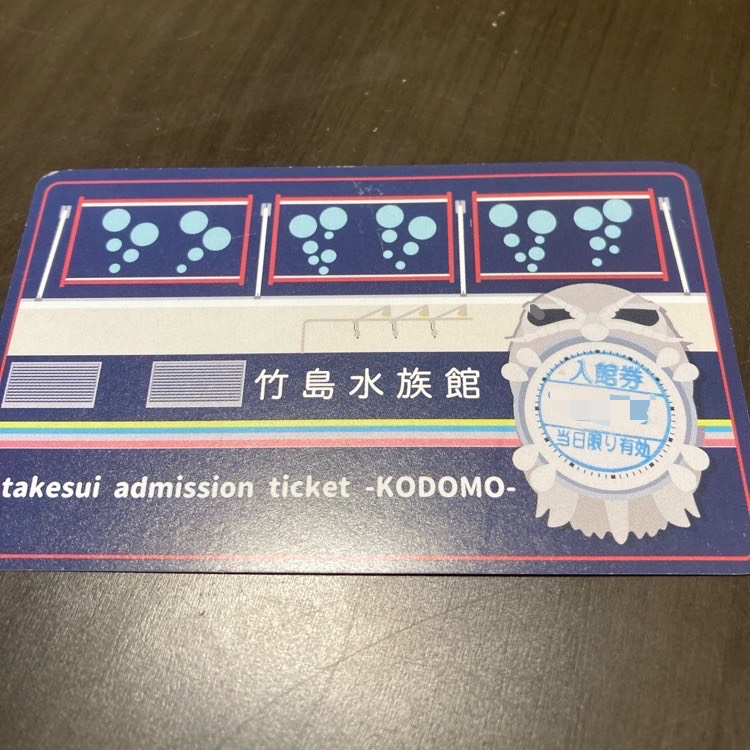 竹島水族館
takesui admission ticket -KODOMO-
入館券
当日限り有効